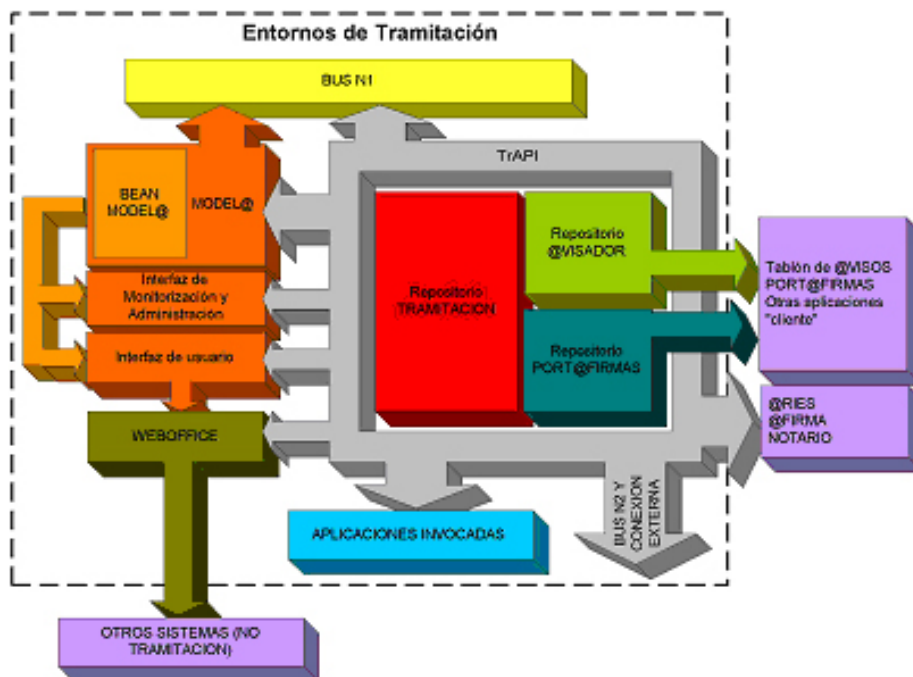 Entornos de Tramitación
BUS N1
TrAPI
BEAN
MODEL@
MODEL@
Interfaz de
Monitorización y
Administración
Interfaz de usuario
WEBOFFICE
Repositorio
TRAMITACIÓN
Repositorio
@VISADOR
Repositorio
PORT@FIRMAS
Tablón de @VISOS
PORT@FIRMAS
Otras aplicaciones
"cliente"
@RIES
@FIRMA
NOTARIO
BUS N2 Y
CONEXION
EXTERNA
APLICACIONES INVOCADAS
OTROS SISTEMAS (NO
TRAMITACION)